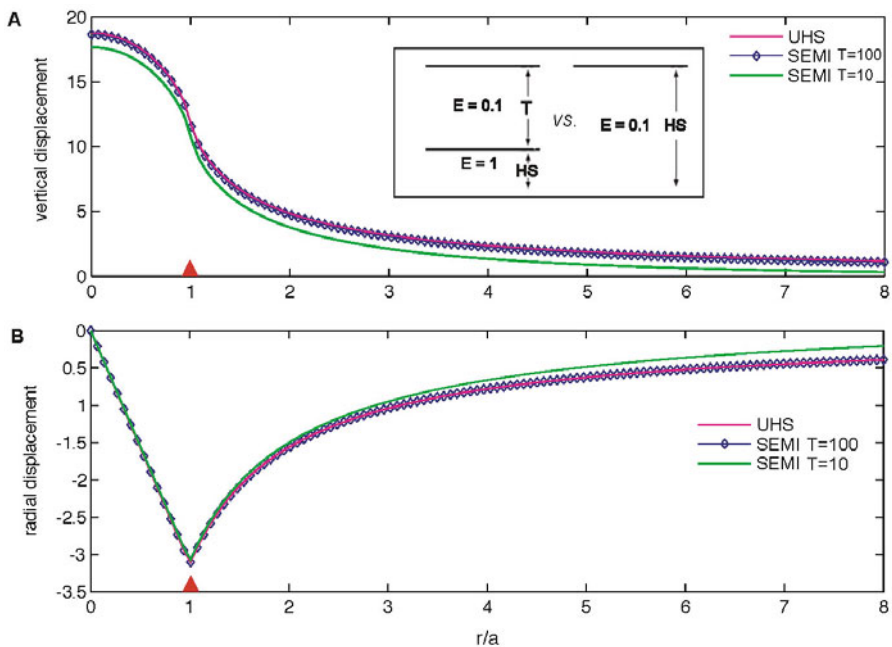 A
20
15
10
5
0
vertical displacement
UHS
SEMI T=100
SEMI T=10
E = 0.1
T
E = 1
HS
vs.
E = 0.1
HS
0 1 2 3 4 5 6 7 8
B
0
0.5
1
-1.5
-2
-2.5
-3
-3.5
radial displacement
UHS
SEMI T=100
SEMI T=10
0 1 2 3 4 5 6 7 8
r/a